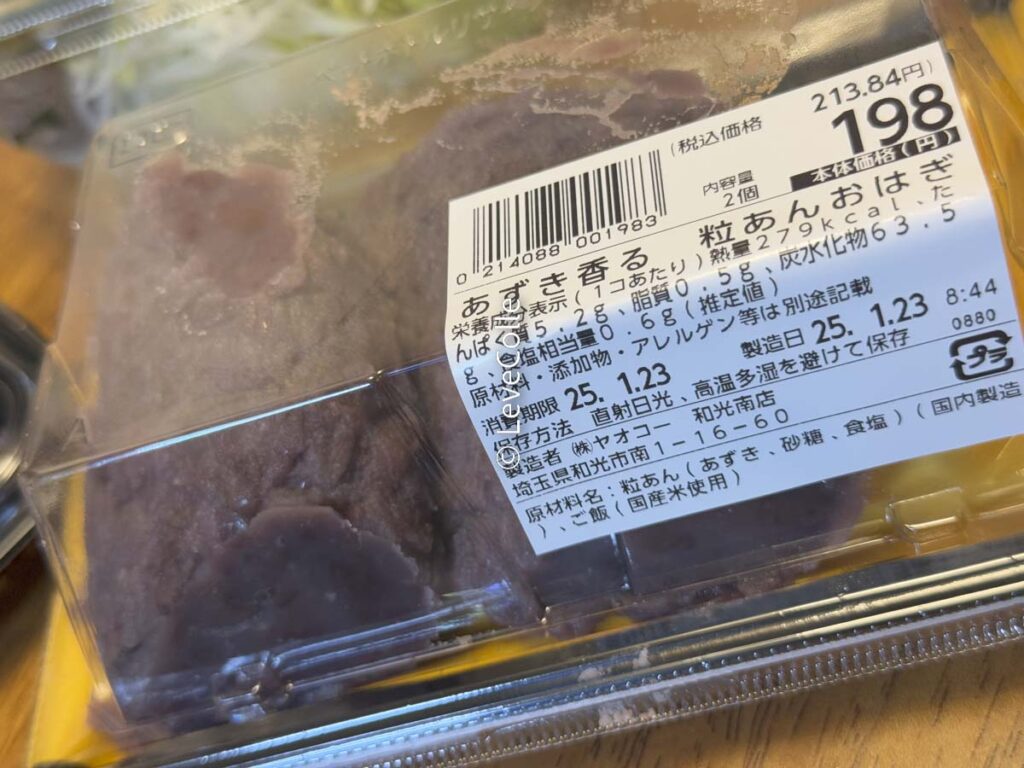 213.84円)
(税込価格
198
本体価格(円)
内容量
2個
0 214088 001983
あずき香る 粒あんおはぎ
栄養成分表示(1コあたり)熱量279kcal、た
んぱく質5.2g、脂質0.5g、炭水化物63.5
g、食塩相当量0.6g(推定値)
原材料・添加物・アレルゲン等は別途記載
消費期限 25. 1.23 製造日 25. 1.23 8:44
保存方法 直射日光、高温多湿を避けて保存
0880
製造者 ㈱ヤオコー 和光南店
埼玉県和光市南1-16-60
プラ
原材料名:粒あん(あずき、砂糖、食塩)(国内製造
)、ご飯(国産米使用)
© Levecolle